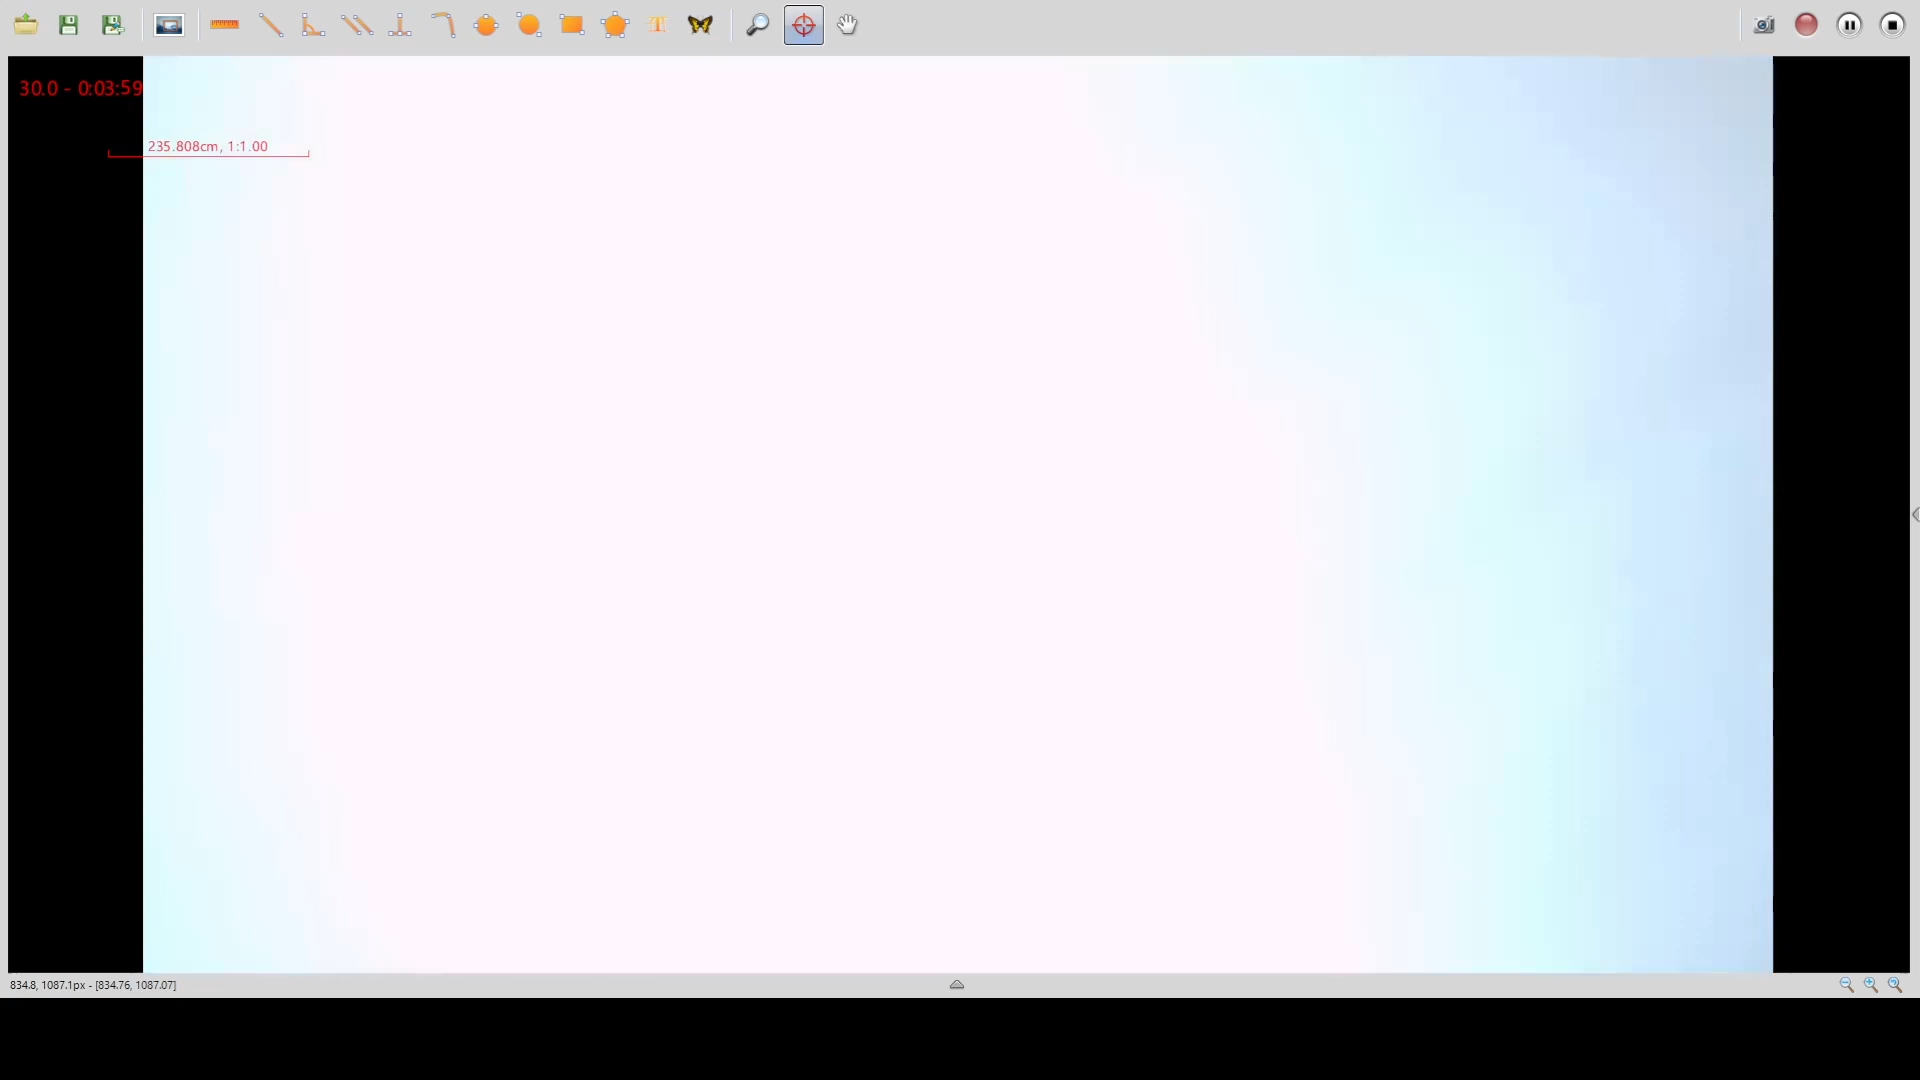 30.0 - 0:03:59
235.808cm, 1:1.00
834.8, 1087.1px - [834.76, 1087.07]